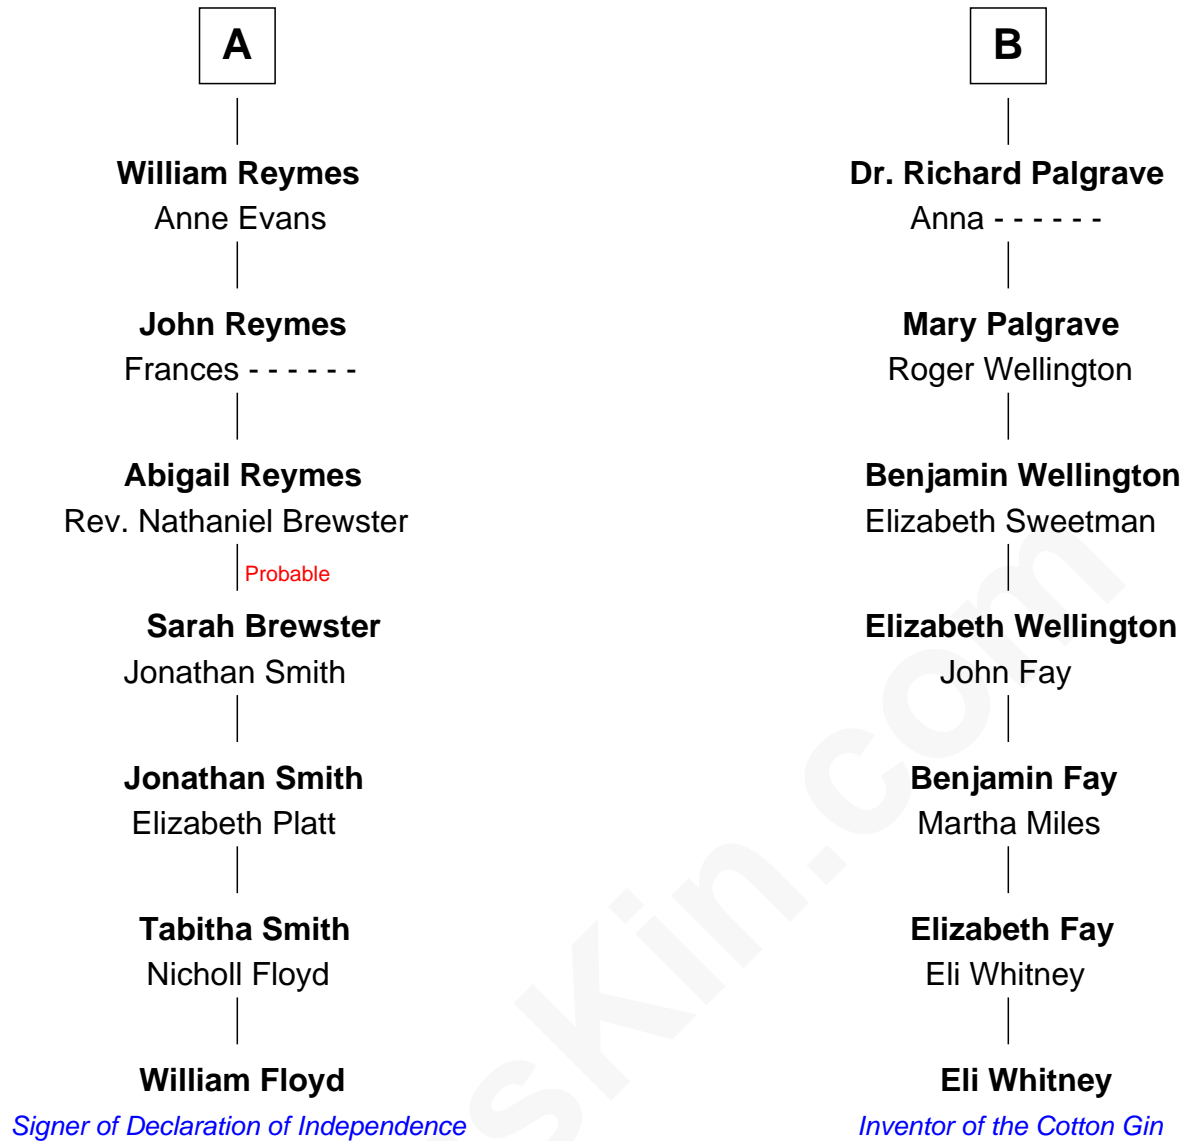 A
William Reymes
Anne Evans
John Reymes
Frances - - - - - -
Abigail Reymes
Rev. Nathaniel Brewster
Probable
Sarah Brewster
Jonathan Smith
Jonathan Smith
Elizabeth Platt
Tabitha Smith
Nicholl Floyd
William Floyd
Signer of Declaration of Independence
B
Dr. Richard Palgrave
Anna - - - - - -
Mary Palgrave
Roger Wellington
Benjamin Wellington
Elizabeth Sweetman
Elizabeth Wellington
John Fay
Benjamin Fay
Martha Miles
Elizabeth Fay
Eli Whitney
Eli Whitney
Inventor of the Cotton Gin
sKin.com